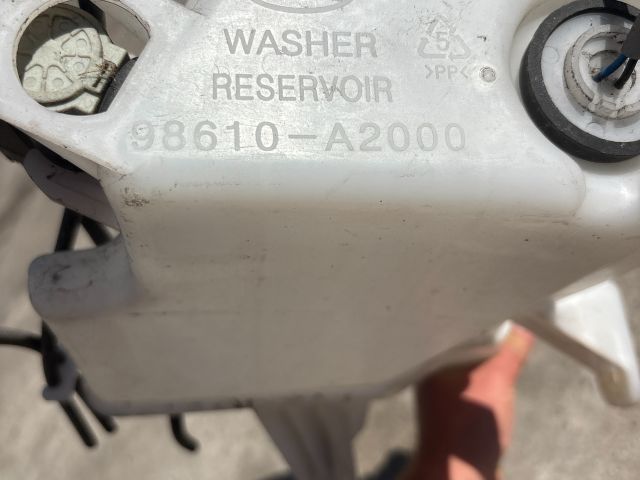 WASHER
RESERVOIR
98610-A2000
5
>PP<